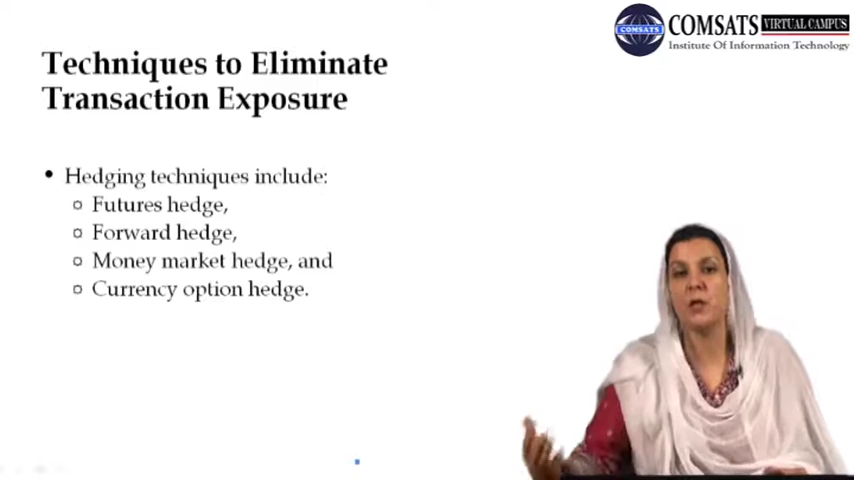 COMSATS VIRTUAL CAMPUS
COMSATS
Institute Of Information Technology
Techniques to Eliminate
Transaction Exposure
• Hedging techniques include:
o Futures hedge,
o Forward hedge,
o Money market hedge, and
o Currency option hedge.